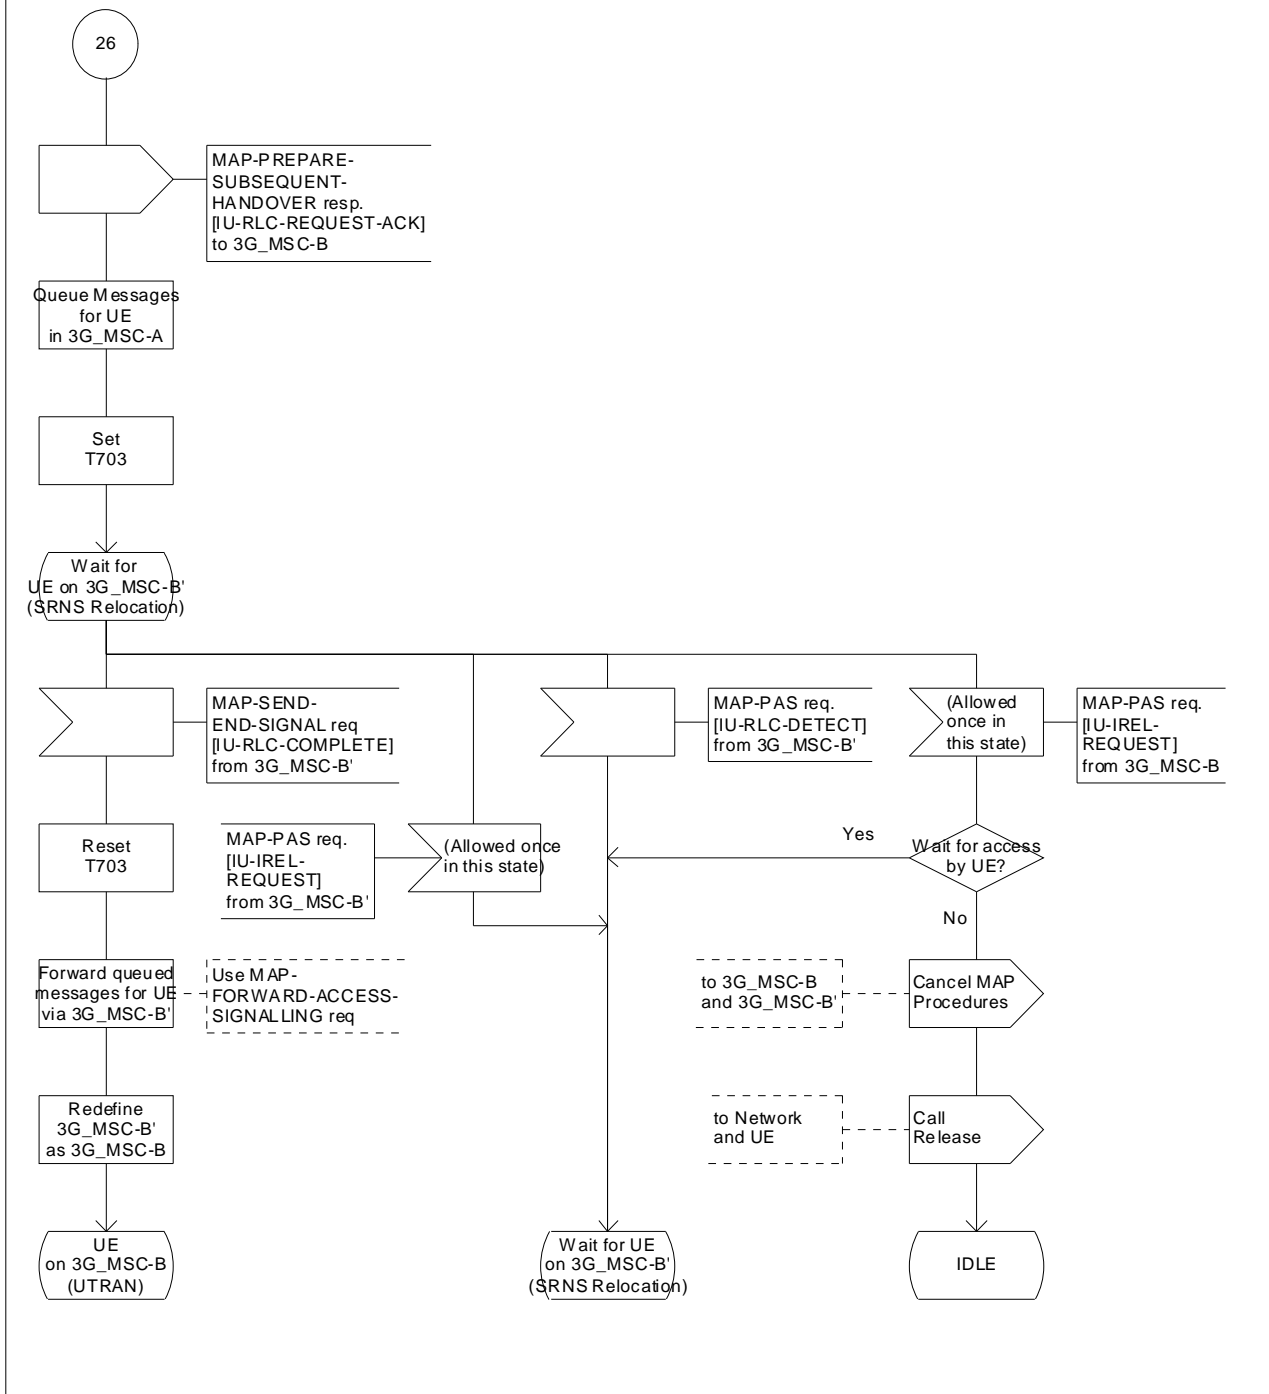 26
MAP-PREPARE-
SUBSEQUENT-
HANDOVER resp.
[IU-RLC-REQUEST-ACK]
to 3G_MSC-B
Queue Messages
for UE
in 3G_MSC-A
Set
T703
Wait for
UE on 3G_MSC-B'
(SRNS Relocation)
MAP-SEND-
END-SIGNAL req
[IU-RLC-COMPLETE]
from 3G_MSC-B'
MAP-PAS req.
[IU-RLC-DETECT]
from 3G_MSC-B'
(Allowed
once in
this state)
MAP-PAS req.
[IU-IREL-
REQUEST]
from 3G_MSC-B
Reset
T703
MAP-PAS req.
[IU-IREL-
REQUEST]
from 3G_MSC-B'
(Allowed once
in this state)
Yes
Wait for access
by UE?
No
Forward queued
messages for UE
via 3G_MSC-B'
Use MAP-
FORWARD-ACCESS-
SIGNALLING req
to 3G_MSC-B
and 3G_MSC-B'
Cancel MAP
Procedures
Redefine
3G_MSC-B'
as 3G_MSC-B
to Network
and UE
Call
Release
UE
on 3G_MSC-B
(UTRAN)
Wait for UE
on 3G_MSC-B'
(SRNS Relocation)
IDLE